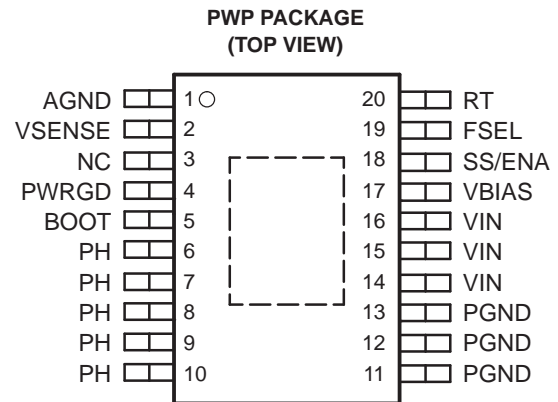 PWP PACKAGE
(TOP VIEW)
AGND 1 20 RT
VSENSE 2 19 FSEL
NC 3 18 SS/ENA
PWRGD 4 17 VBIAS
BOOT 5 16 VIN
PH 6 15 VIN
PH 7 14 VIN
PH 8 13 PGND
PH 9 12 PGND
PH 10 11 PGND